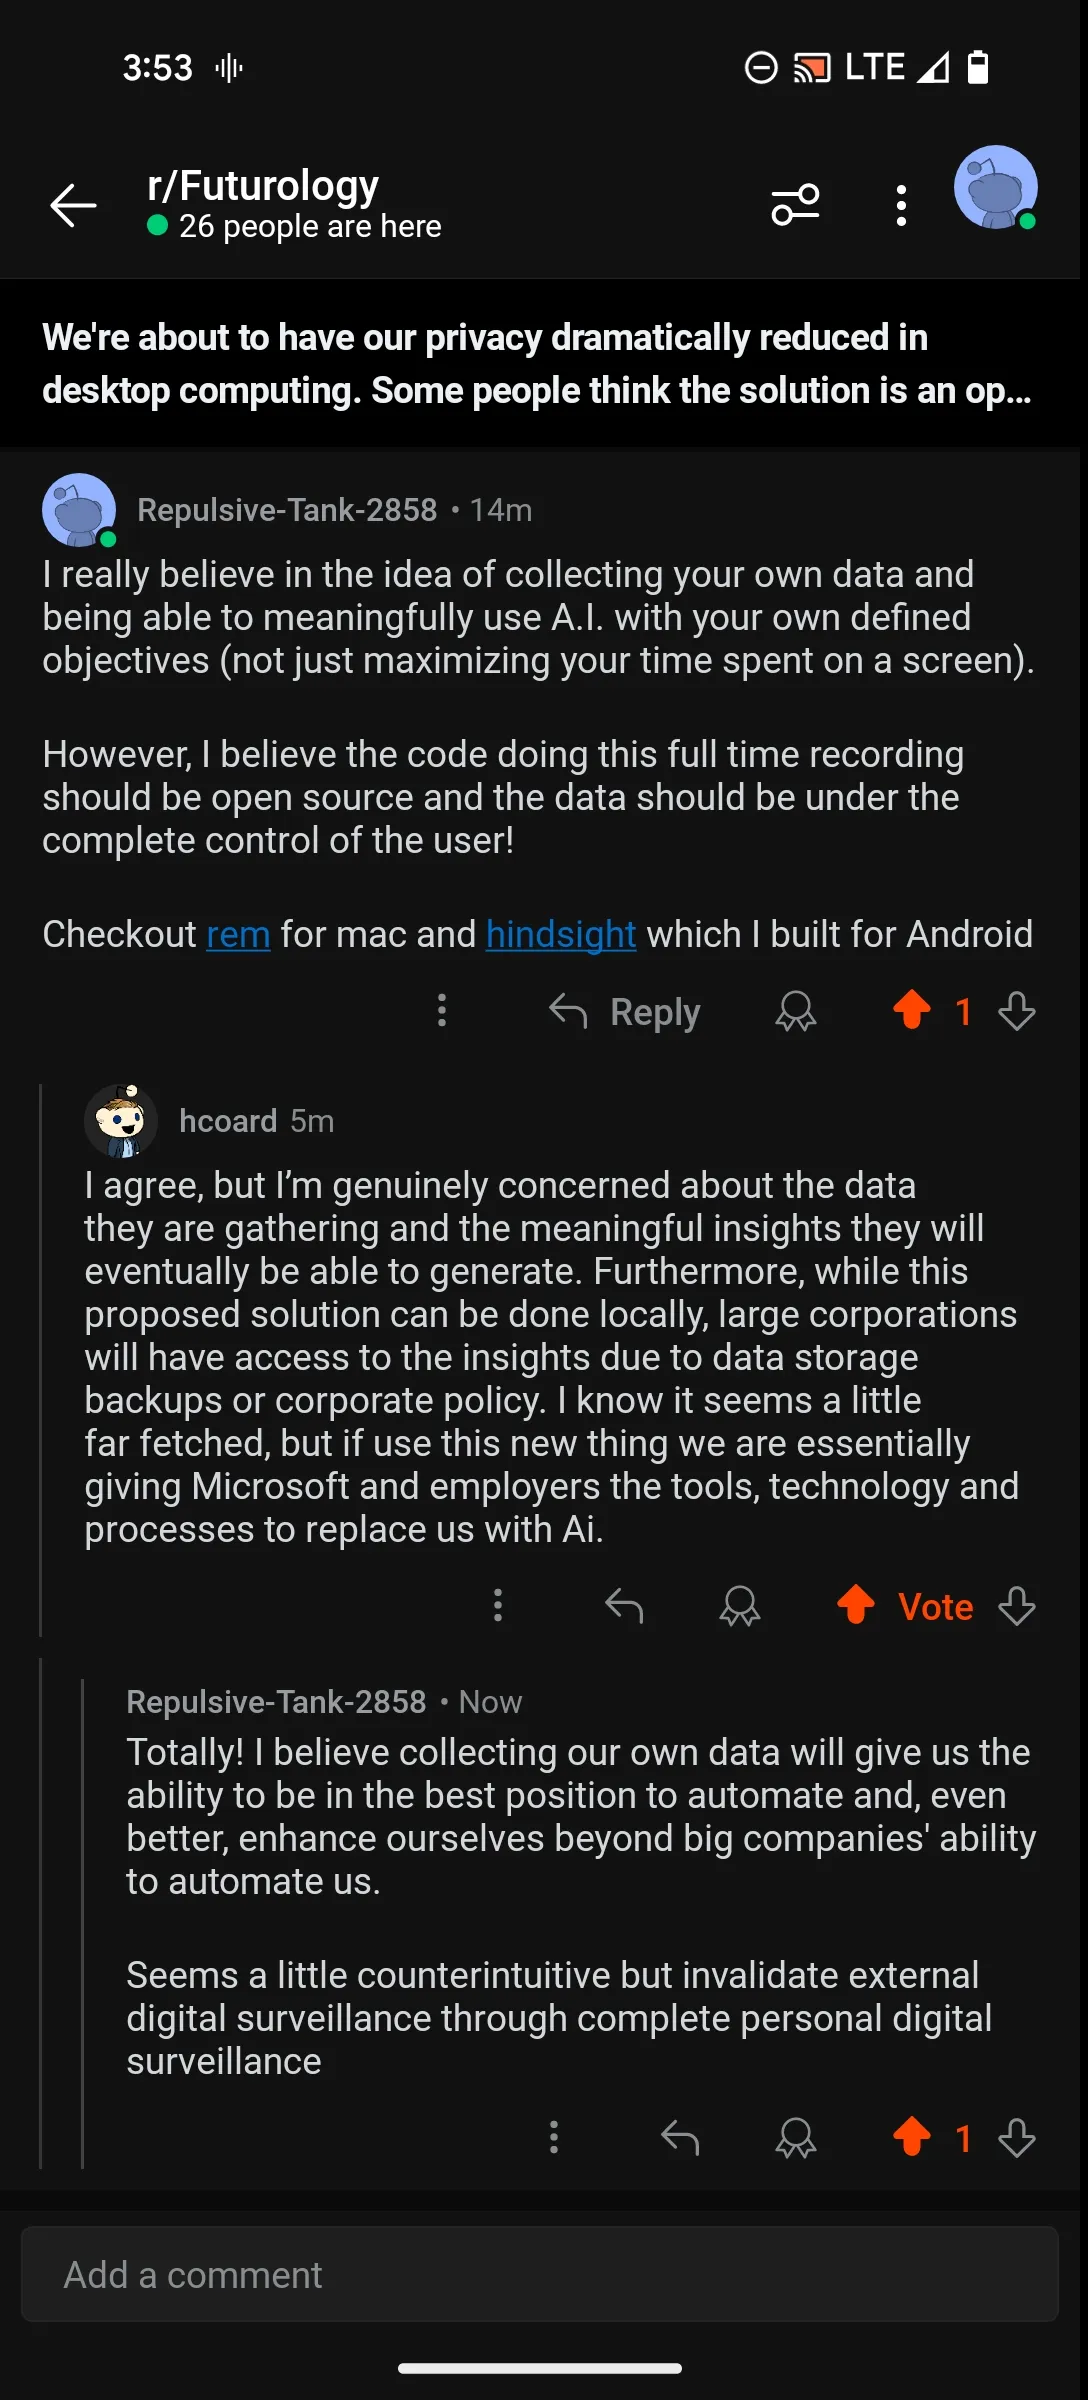 3:53
LTE
r/Futurology
26 people are here
We're about to have our privacy dramatically reduced in
desktop computing. Some people think the solution is an op...
Repulsive-Tank-2858 • 14m
I really believe in the idea of collecting your own data and
being able to meaningfully use A.I. with your own defined
objectives (not just maximizing your time spent on a screen).
However, I believe the code doing this full time recording
should be open source and the data should be under the
complete control of the user!
Checkout rem for mac and hindsight which I built for Android
Reply
1
hcoard 5m
I agree, but I’m genuinely concerned about the data
they are gathering and the meaningful insights they will
eventually be able to generate. Furthermore, while this
proposed solution can be done locally, large corporations
will have access to the insights due to data storage
backups or corporate policy. I know it seems a little
far fetched, but if use this new thing we are essentially
giving Microsoft and employers the tools, technology and
processes to replace us with Ai.
Vote
Repulsive-Tank-2858 • Now
Totally! I believe collecting our own data will give us the
ability to be in the best position to automate and, even
better, enhance ourselves beyond big companies' ability
to automate us.
Seems a little counterintuitive but invalidate external
digital surveillance through complete personal digital
surveillance
1
Add a comment